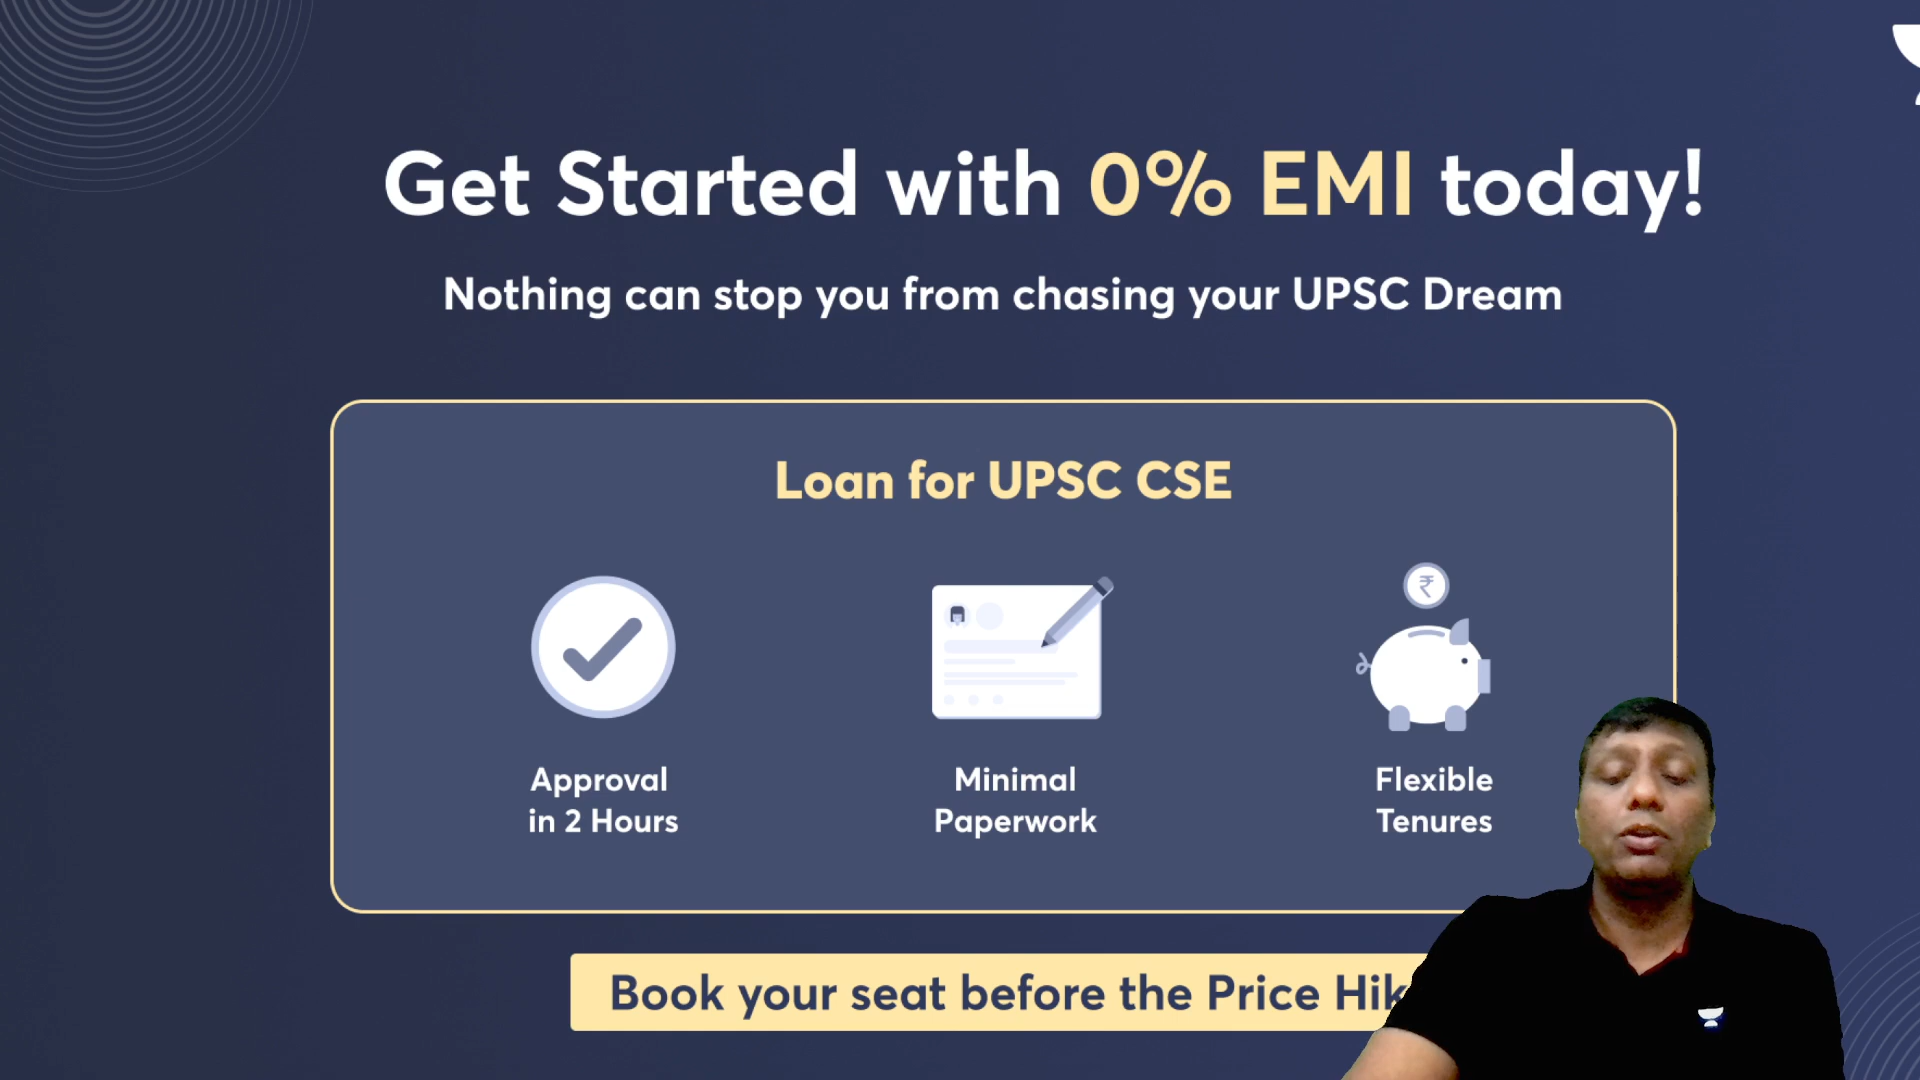 Get Started with 0% EMI today!
Nothing can stop you from chasing your UPSC Dream
Loan for UPSC CSE
Approval
in 2 Hours
Minimal
Paperwork
Flexible
Tenures
Book your seat before the Price